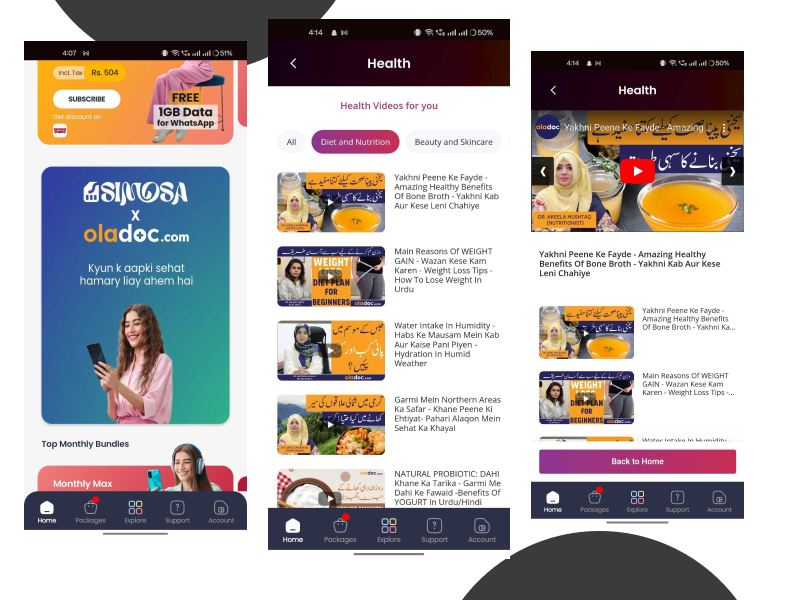 4:07
51%
incl. Tax
Rs. 504
SUBSCRIBE
Get discount on
FREE
1GB Data
for WhatsApp
SIMOSA
X
oladoc.com
Kyun k aapki sehat
hamary liay ahem hai
Top Monthly Bundles
Monthly Max
Home
Packages
Explore
Support
Account
4:14
50%
Health
Health Videos for you
All
Diet and Nutrition
Beauty and Skincare
Yakhni Peene Ke Fayde -
Amazing Healthy Benefits
Of Bone Broth - Yakhni Kab
Aur Kese Leni Chahiye
WEIGHT
DIET PLAN
FOR
BEGINNERS
oladoc.com
Main Reasons Of WEIGHT
GAIN - Wazan Kese Kam
Karen - Weight Loss Tips -
How To Lose Weight In
Urdu
Water Intake In Humidity -
Habs Ke Mausam Mein Kab
Aur Kaise Pani Piyen -
Hydration In Humid
Weather
Garmi Mein Northern Areas
Ka Safar - Khane Peene Ki
Ehtiyat- Pahari Alaqon Mein
Sehat Ka Khayal
oladoc.com
NATURAL PROBIOTIC: DAHI
Khane Ka Tarika - Garmi Me
Dahi Ke Fawaid -Benefits Of
YOGURT In Urdu/Hindi
Home
Packages
Explore
Support
Account
4:14
50%
Health
oladoc
Yakhni Peene Ke Fayde - Amazing
یخنی بنانے کا سہی طریقہ
DR. AKEELA MUSHTAQ
(NUTRITIONIST)
Yakhni Peene Ke Fayde - Amazing Healthy
Benefits Of Bone Broth - Yakhni Kab Aur Kese
Leni Chahiye
Yakhni Peene Ke Fayde -
Amazing Healthy Benefits
Of Bone Broth - Yakhni Ka...
WEIGHT
LOSS
DIET PLAN
FOR
BEGINNERS
Main Reasons Of WEIGHT
GAIN - Wazan Kese Kam
Karen - Weight Loss Tips -...
Water Intake In Humidity -
Back to Home
Home
Packages
Explore
Support
Account